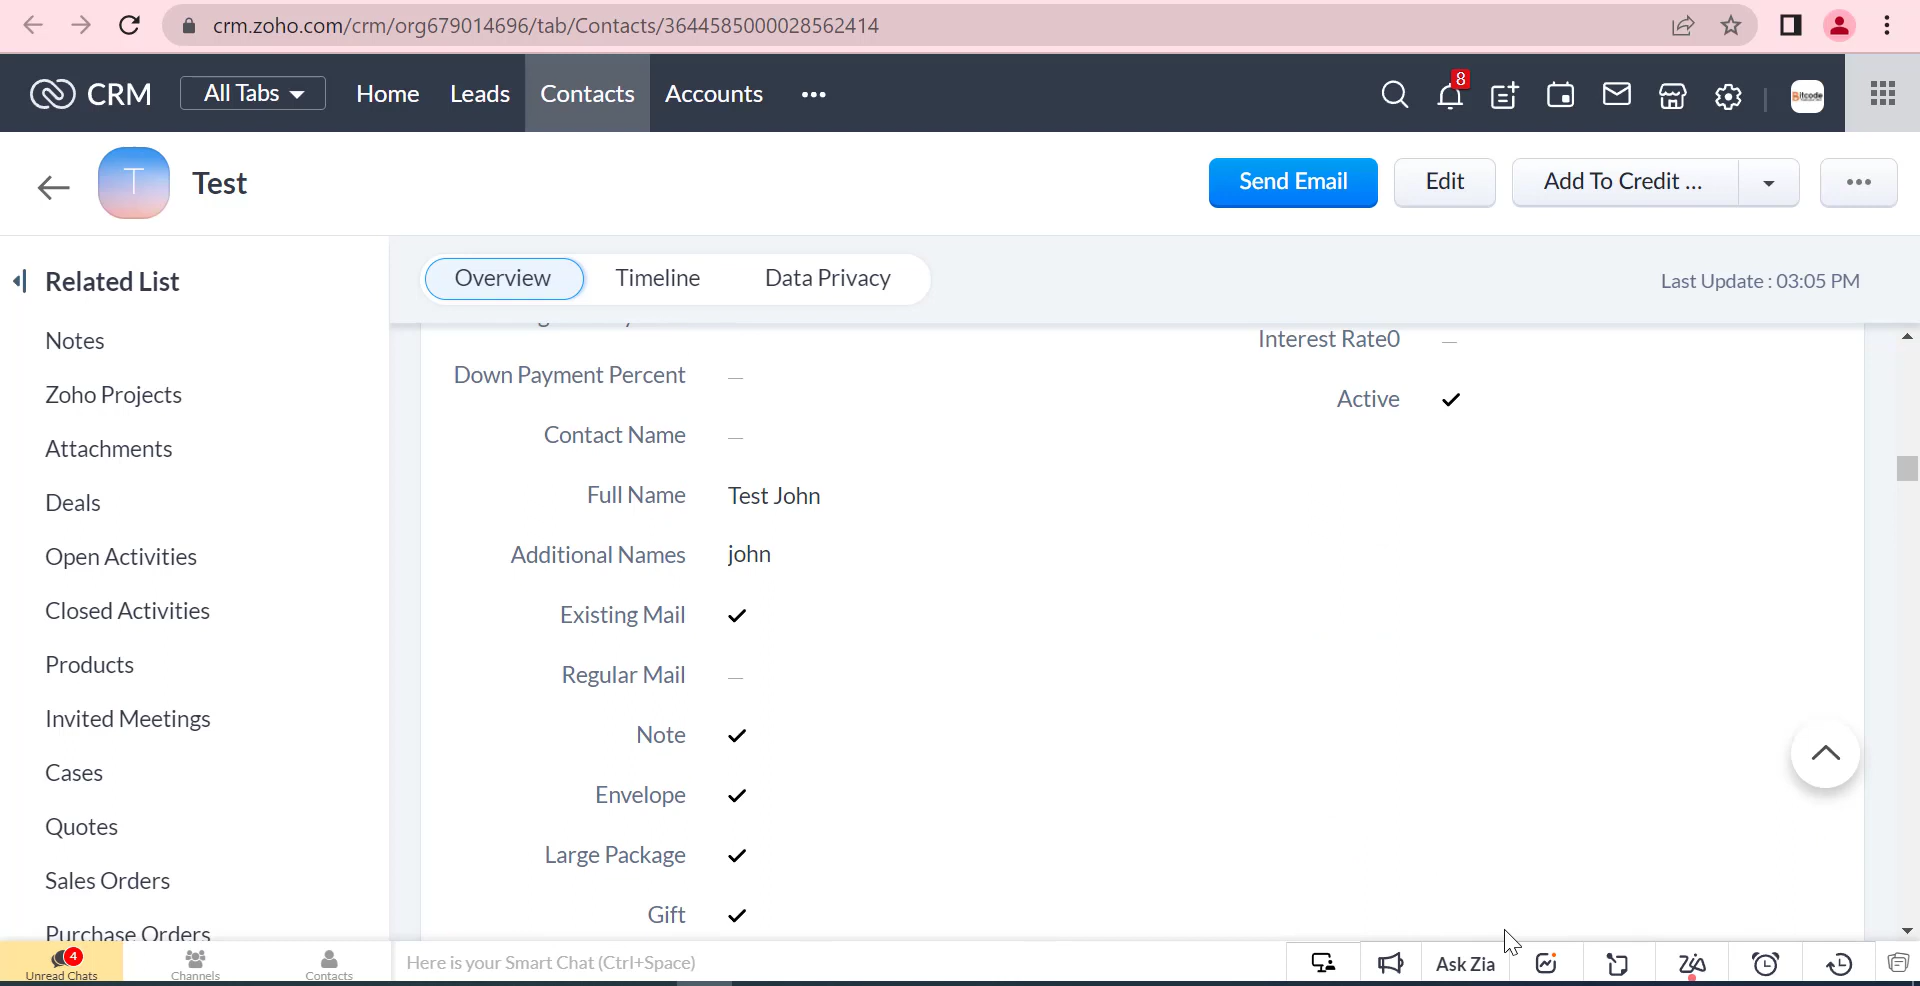 crm.zoho.com/crm/org679014696/tab/Contacts/3644585000028562414
CRM
All Tabs
Home
Leads
Contacts
Accounts
8
Bitcode
T
Test
Send Email
Edit
Add To Credit ...
Related List
Overview
Timeline
Data Privacy
Last Update : 03:05 PM
Notes
Zoho Projects
Attachments
Deals
Open Activities
Closed Activities
Products
Invited Meetings
Cases
Quotes
Sales Orders
Purchase Orders
Interest Rate0 —
Down Payment Percent —
Active
Contact Name —
Full Name Test John
Additional Names john
Existing Mail
Regular Mail —
Note
Envelope
Large Package
Gift
4
Unread Chats
Channels
Contacts
Here is your Smart Chat (Ctrl+Space)
Ask Zia